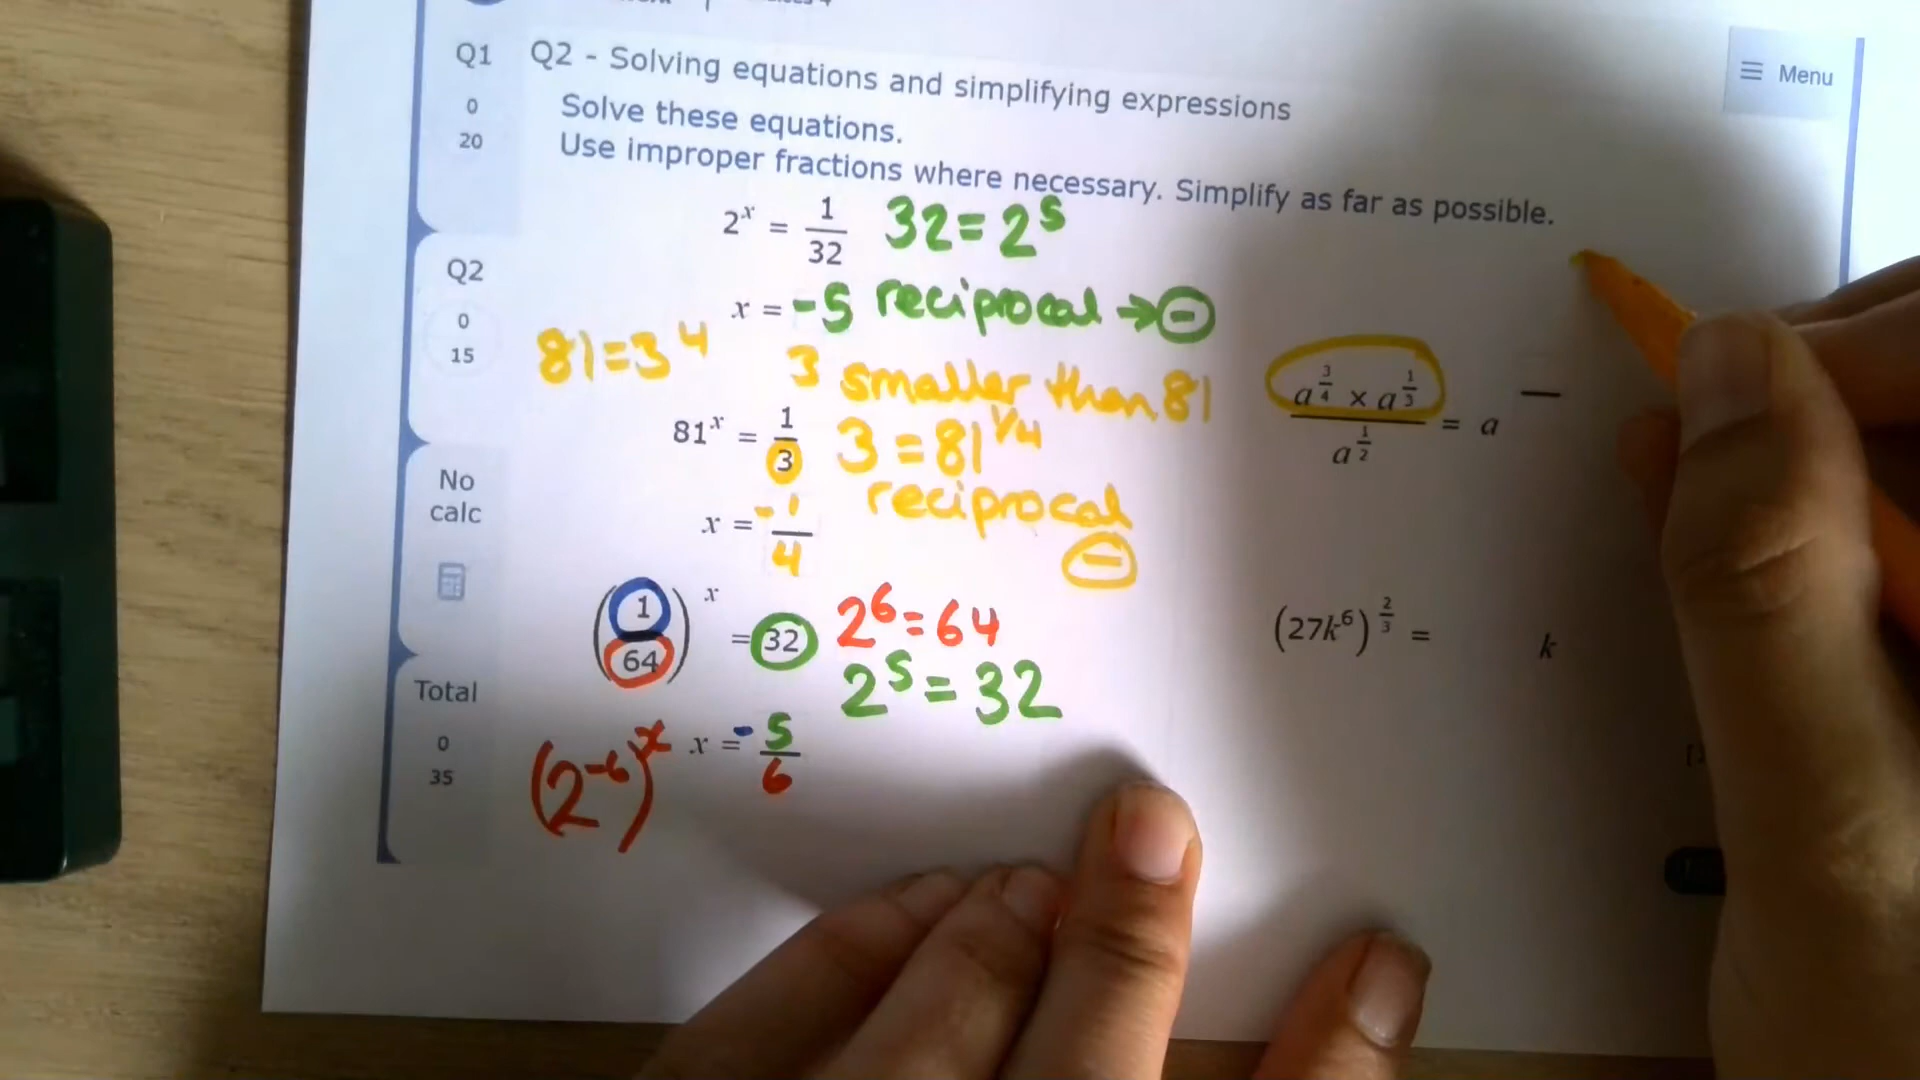 Q1
0
20
Q2
0
15
No
calc
Total
0
35
Menu
Q2 - Solving equations and simplifying expressions
Solve these equations.
Use improper fractions where necessary. Simplify as far as possible.
2^x = 1/32 32=2^5
x = -5 reciprocal → -
81=3^4 3 smaller than 81
81^x = 1/3 3=81^1/4
x = -1/4 reciprocal
-
(1/64)^x = 32 2^6=64
2^5=32
(2^-6)^x x = -5/6
a^3/4 × a^1/3 / a^1/2 = a —
(27k^6)^2/3 = k